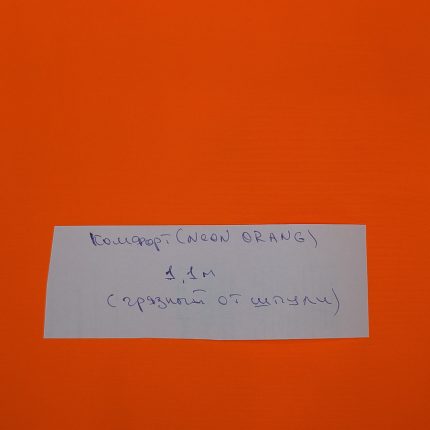 Комфорт (NEON ORANG)
1,1м
(грязный от шпули)